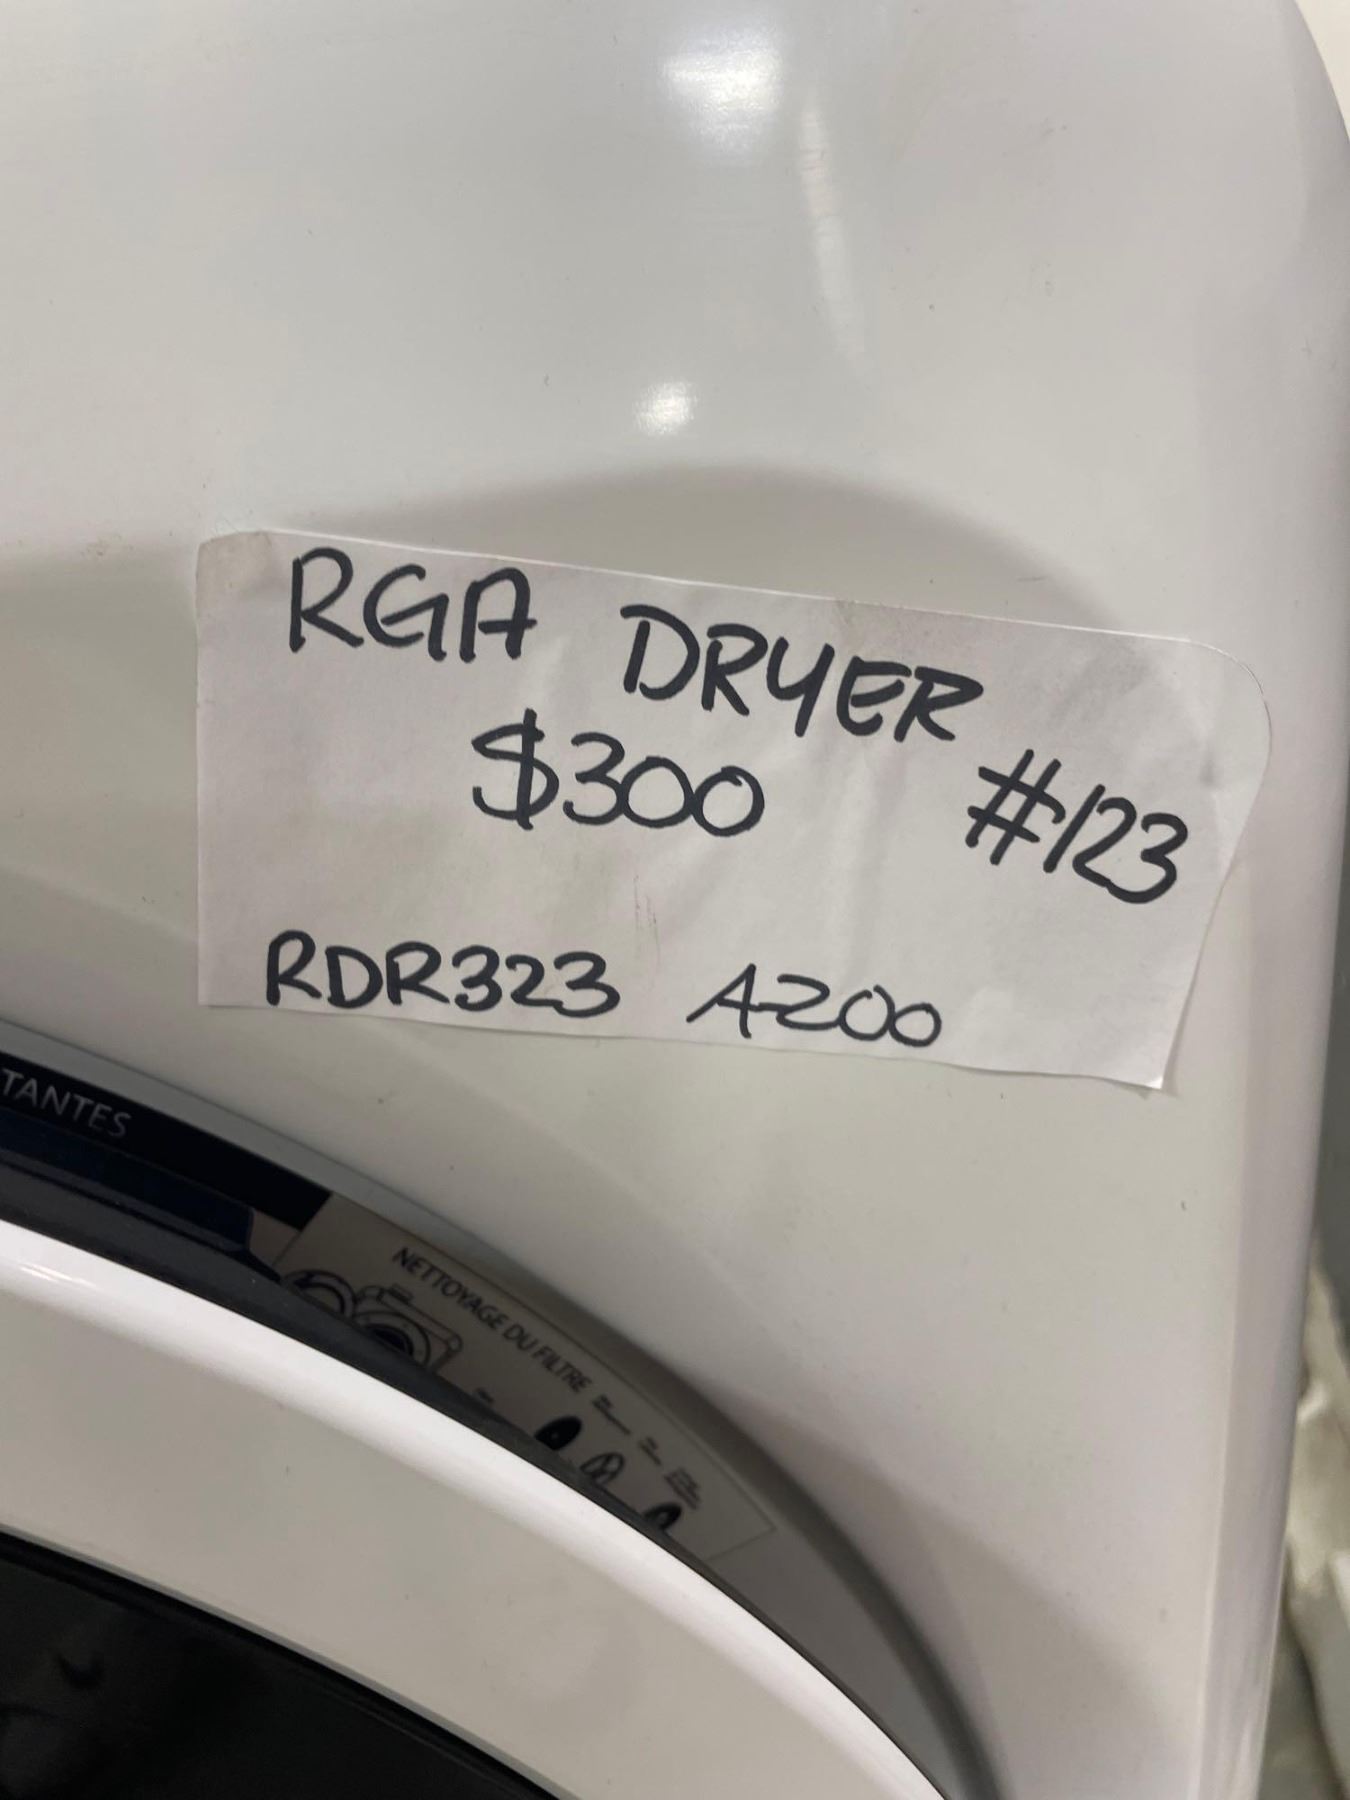 RGA DRYER
$300 #123
RDR323 A200
TANTES
NETTOYAGE DU FILTRE